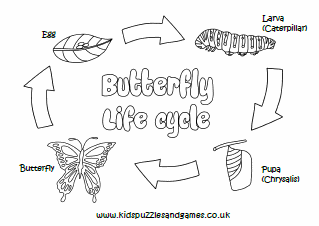 Egg
Larva
(Caterpillar)
Butterfly
Life cycle
Butterfly
Pupa
(Chrysalis)
www.kidspuzzlesandgames.co.uk